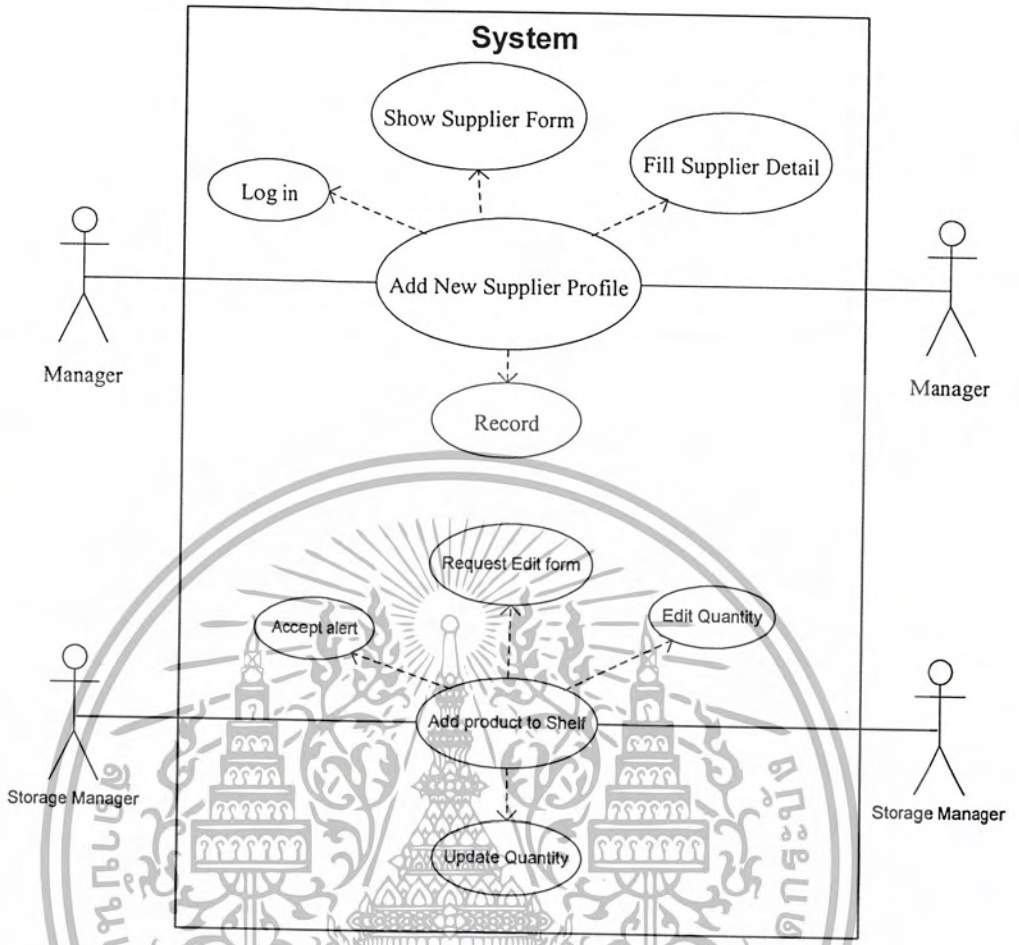 System
Show Supplier Form
Fill Supplier Detail
Log in
Add New Supplier Profile
Manager
Manager
Record
Request Edit form
Accept alert
Edit Quantity
Add product to Shelf
Storage Manager
Storage Manager
Update Quantity